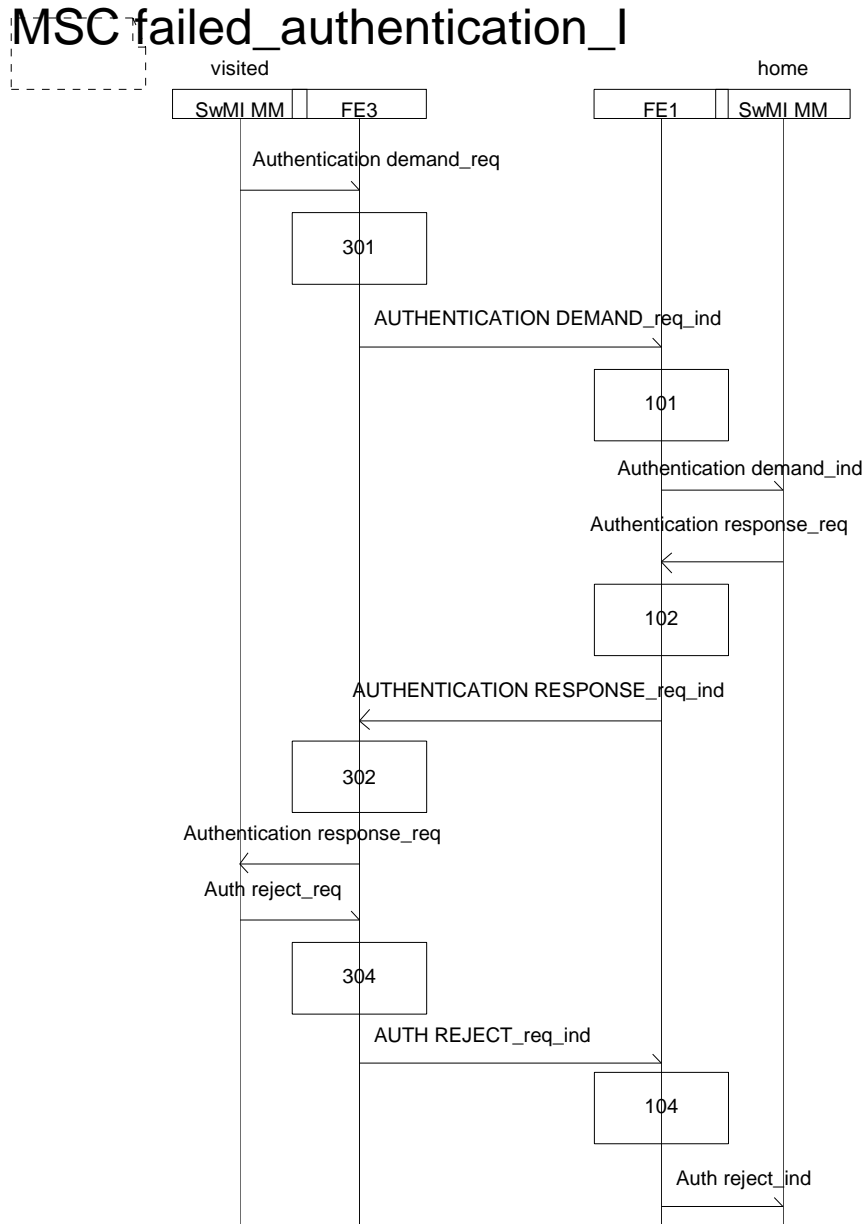 MSC failed_authentication_I
visited
home
SwMI MM
FE3
FE1
SwMI MM
Authentication demand_req
301
AUTHENTICATION DEMAND_req_ind
101
Authentication demand_ind
Authentication response_req
102
AUTHENTICATION RESPONSE_req_ind
302
Authentication response_req
Auth reject_req
304
AUTH REJECT_req_ind
104
Auth reject_ind